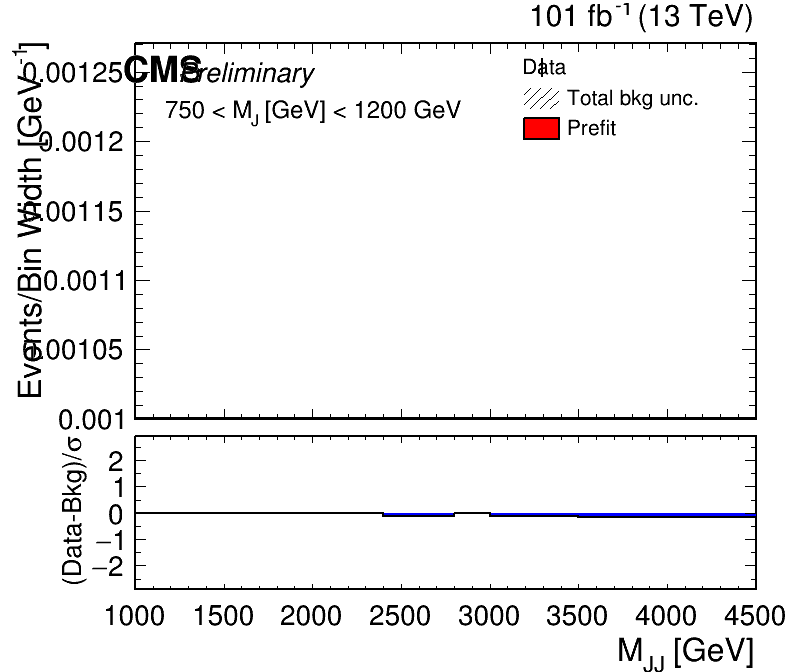 101 fb⁻¹ (13 TeV)
CMS Preliminary
750 < M_J [GeV] < 1200 GeV
Data
Total bkg unc.
Prefit
Events/Bin Width [GeV⁻¹]
0.00125
0.0012
0.00115
0.0011
0.00105
0.001
(Data-Bkg)/σ
2
1
0
−1
−2
1000 1500 2000 2500 3000 3500 4000 4500
M_JJ [GeV]